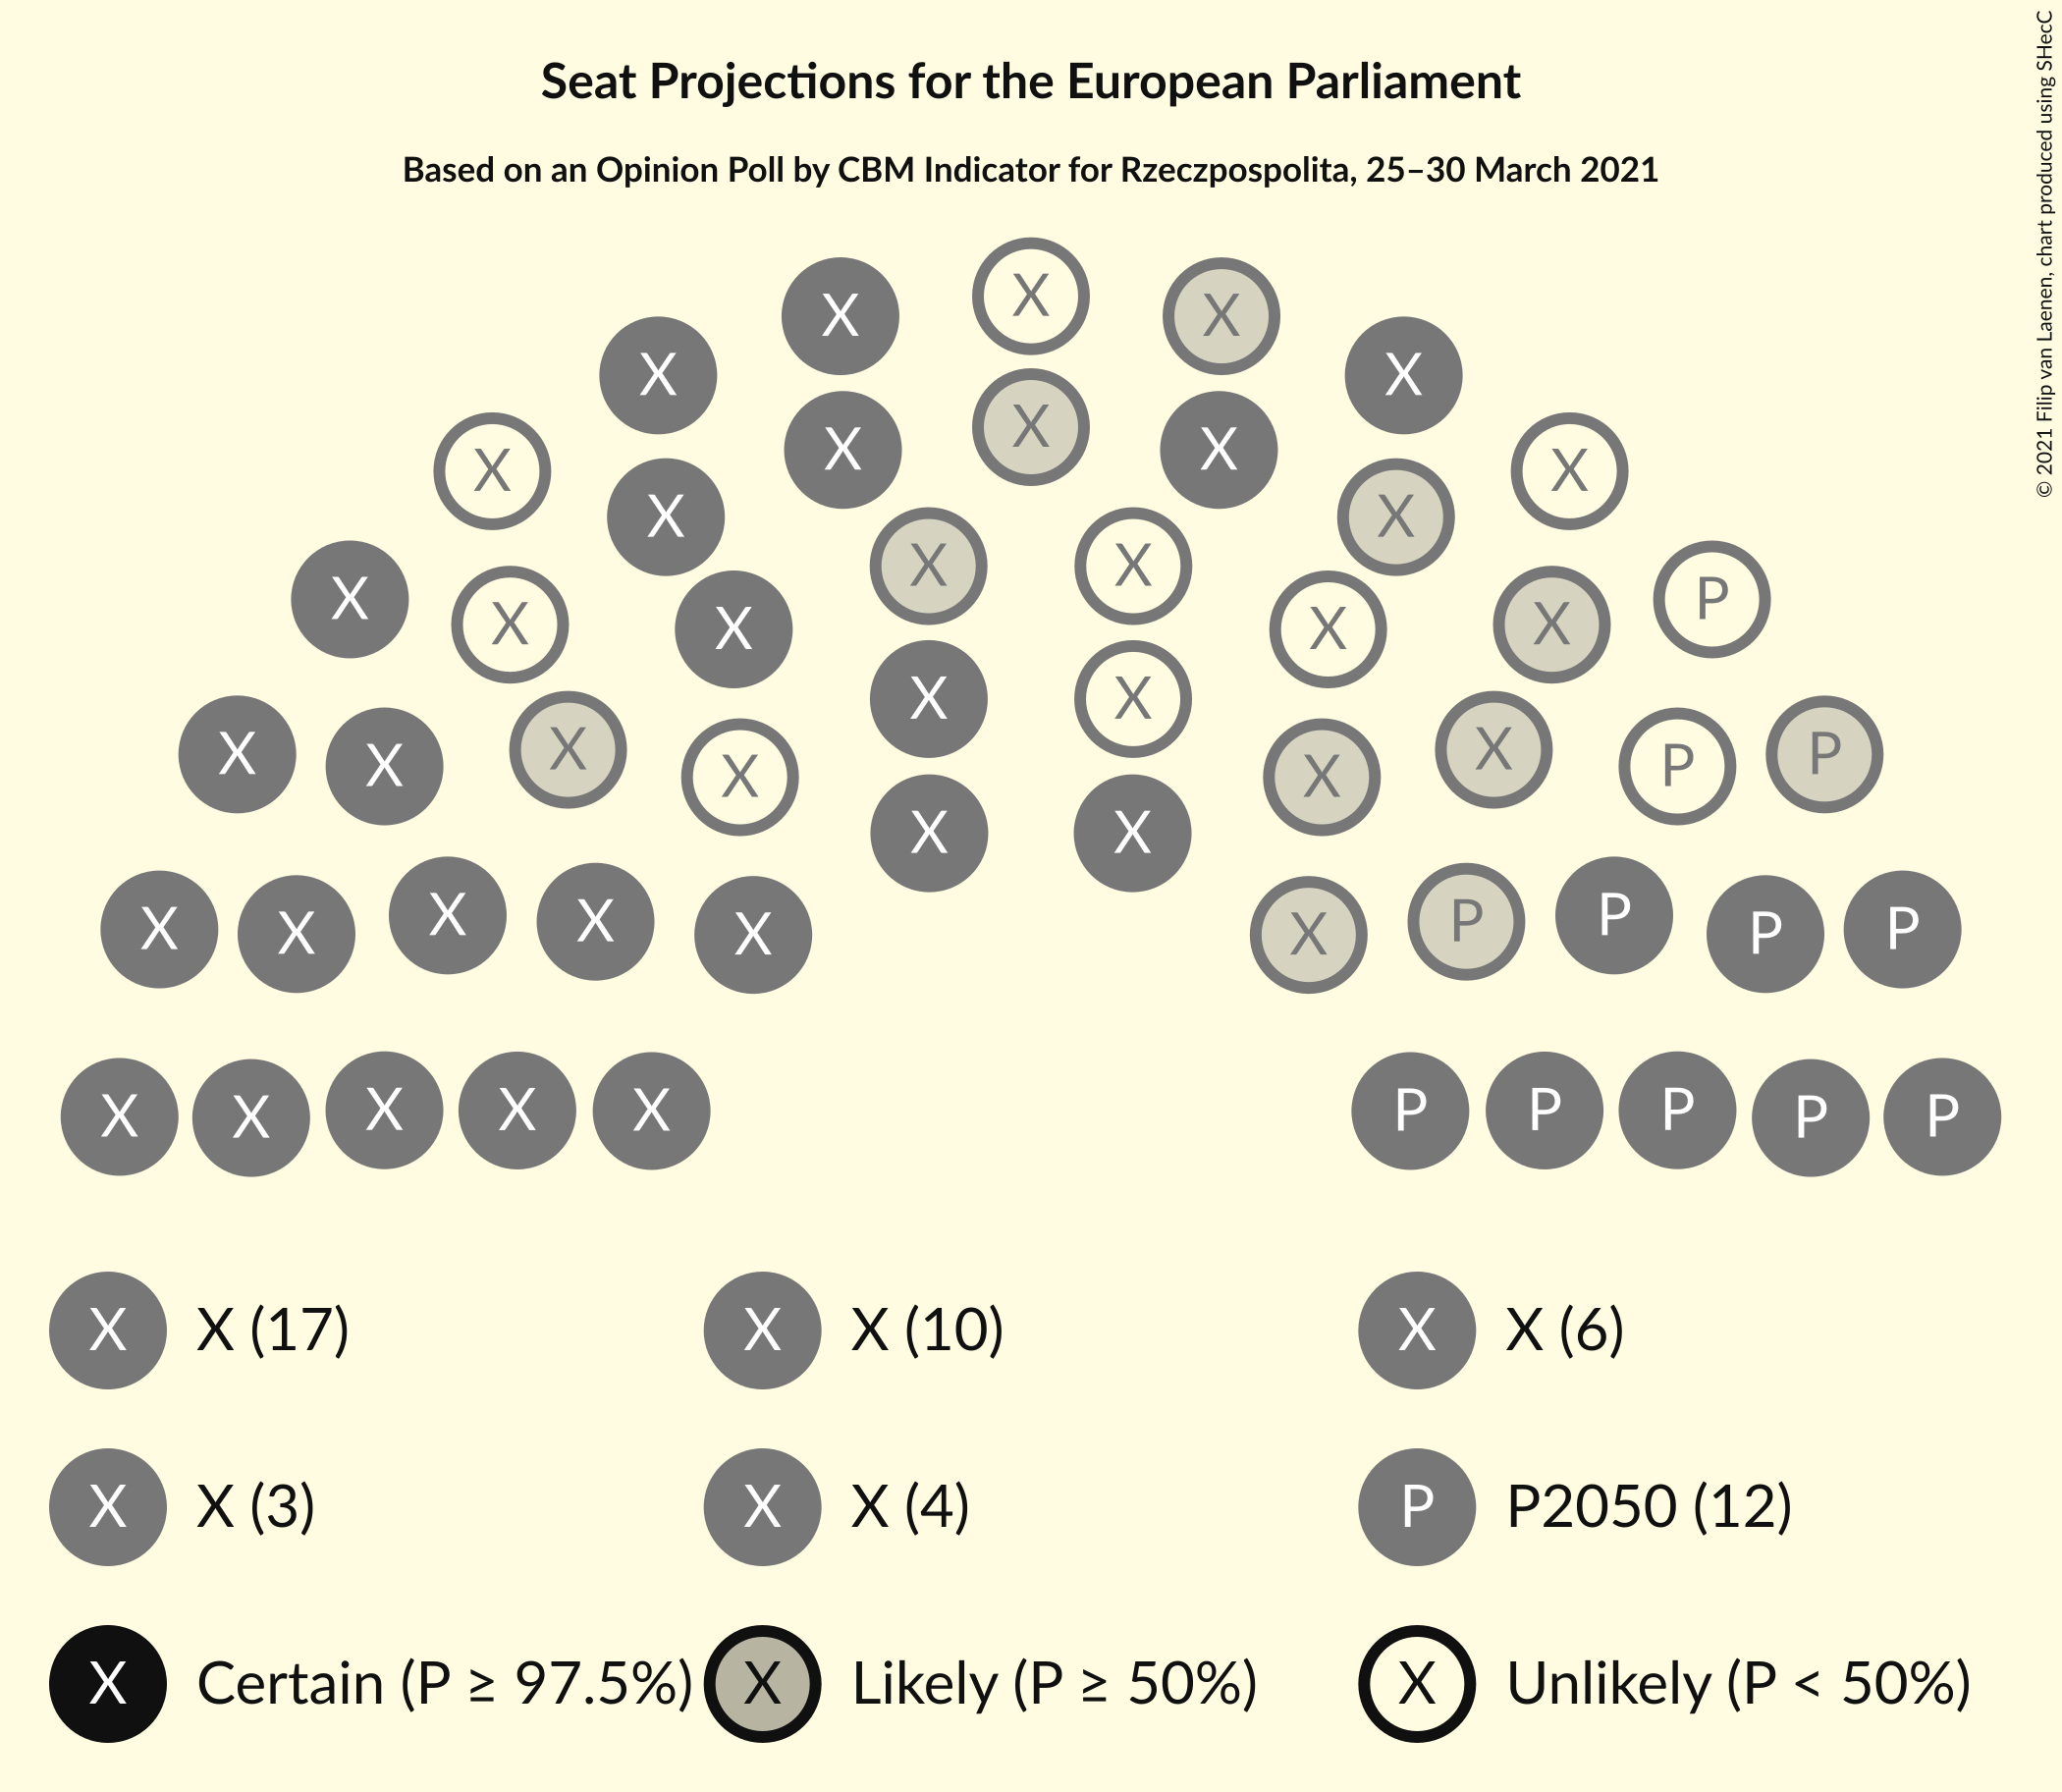 Seat Projections for the European Parliament
Based on an Opinion Poll by CBM Indicator for Rzeczpospolita, 25–30 March 2021
© 2021 Filip van Laenen, chart produced using SHecC
X
X X
X X
X X X
X X
X X
X X
X X P
X X X
X X
X X P
X X X X P P
X X
X X X X X X P P P P
X X X X X P P P P P
X X (17) X X (10) X X (6)
X X (3) X X (4) P P2050 (12)
X Certain (P ≥ 97.5%) X Likely (P ≥ 50%) X Unlikely (P < 50%)